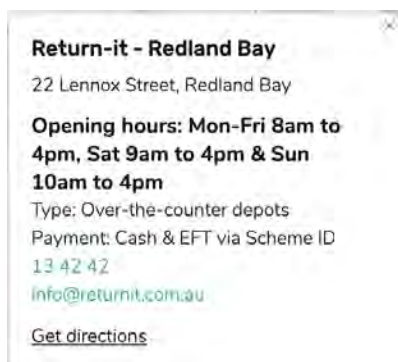 Return-it - Redland Bay
22 Lennox Street, Redland Bay
Opening hours: Mon-Fri 8am to
4pm, Sat 9am to 4pm & Sun
10am to 4pm
Type: Over-the-counter depots
Payment: Cash & EFT via Scheme ID
13 42 42
info@returnit.com.au
Get directions